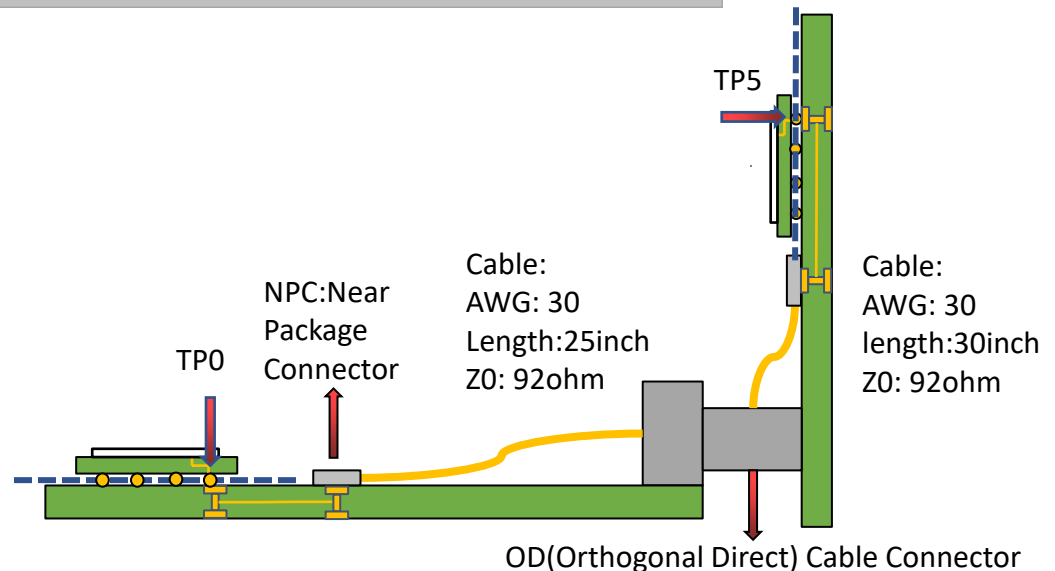 TP5
Cable:
AWG: 30
Length:25inch
Z0: 92ohm
Cable:
AWG: 30
length:30inch
Z0: 92ohm
NPC:Near
Package
Connector
TP0
OD(Orthogonal Direct) Cable Connector